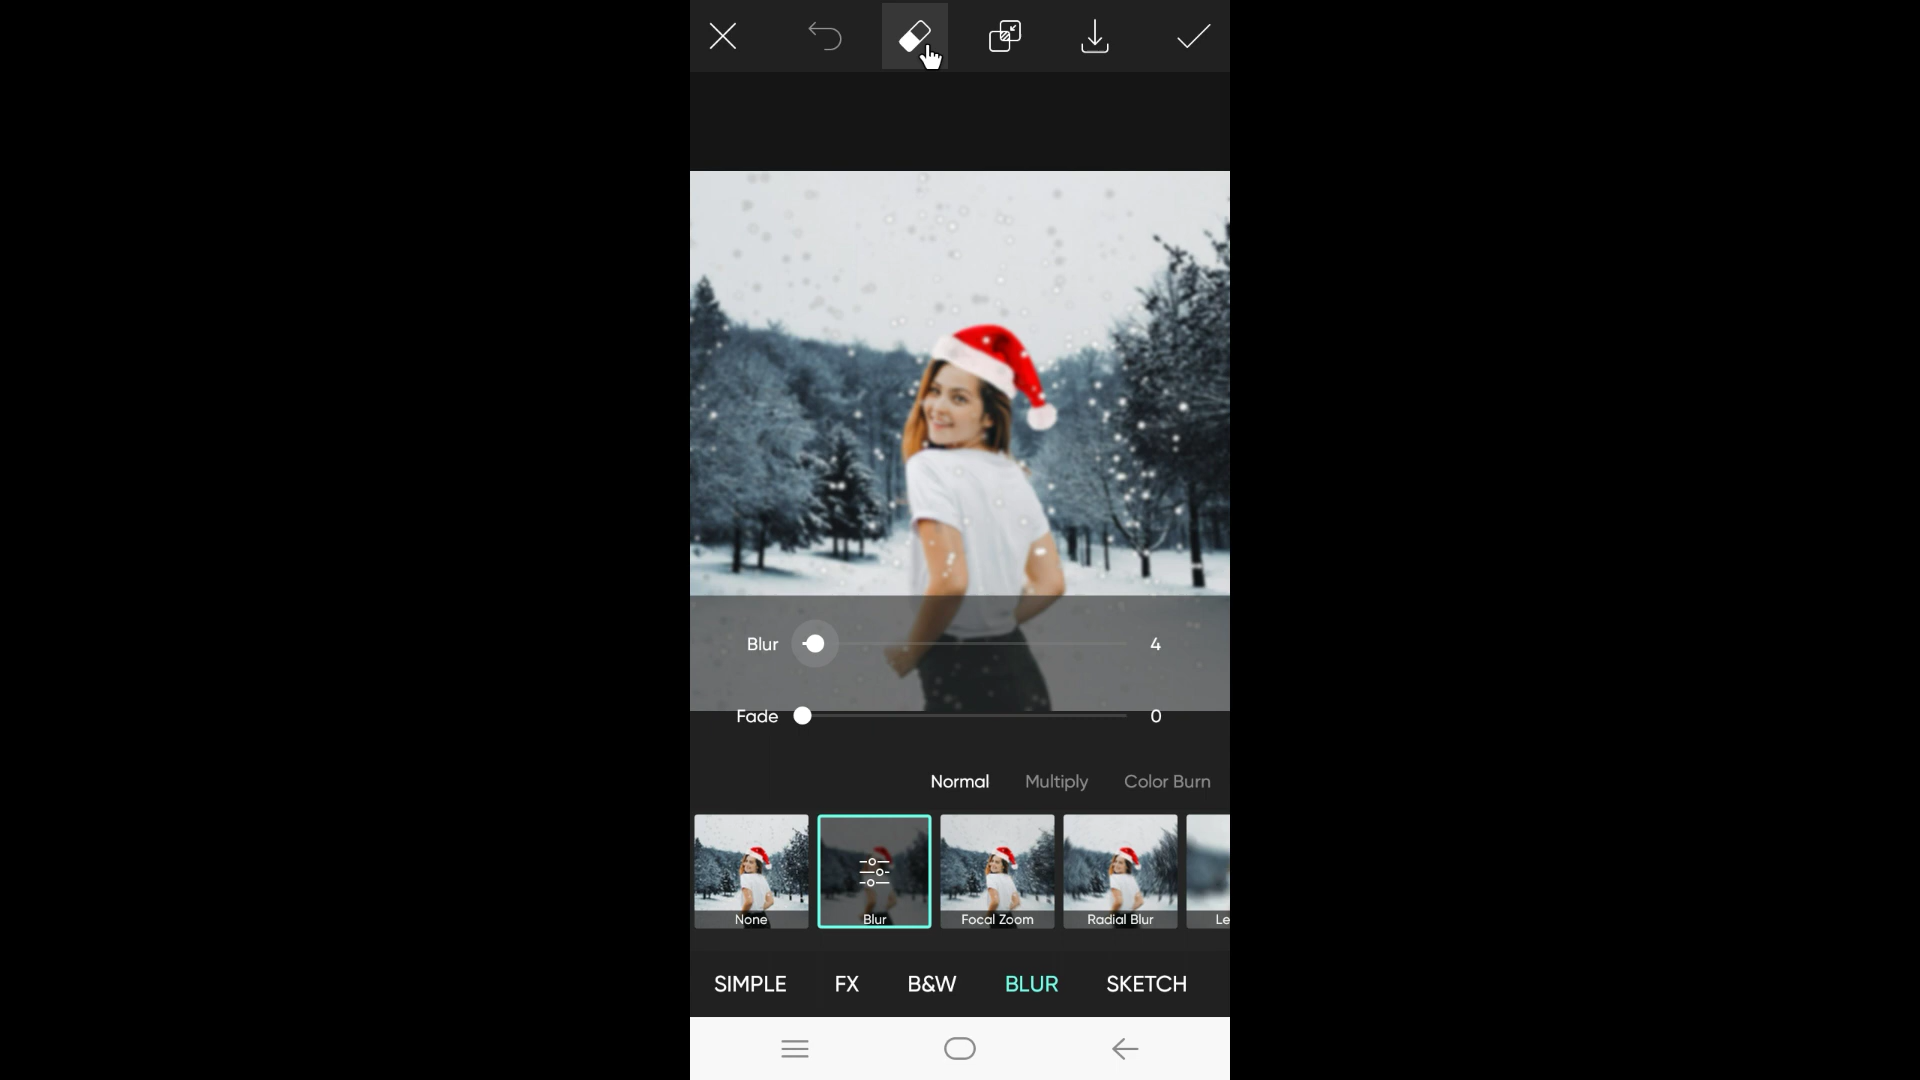 Blur 4
Fade 0
Normal Multiply Color Burn
None Blur Focal Zoom Radial Blur Le
SIMPLE FX B&W BLUR SKETCH